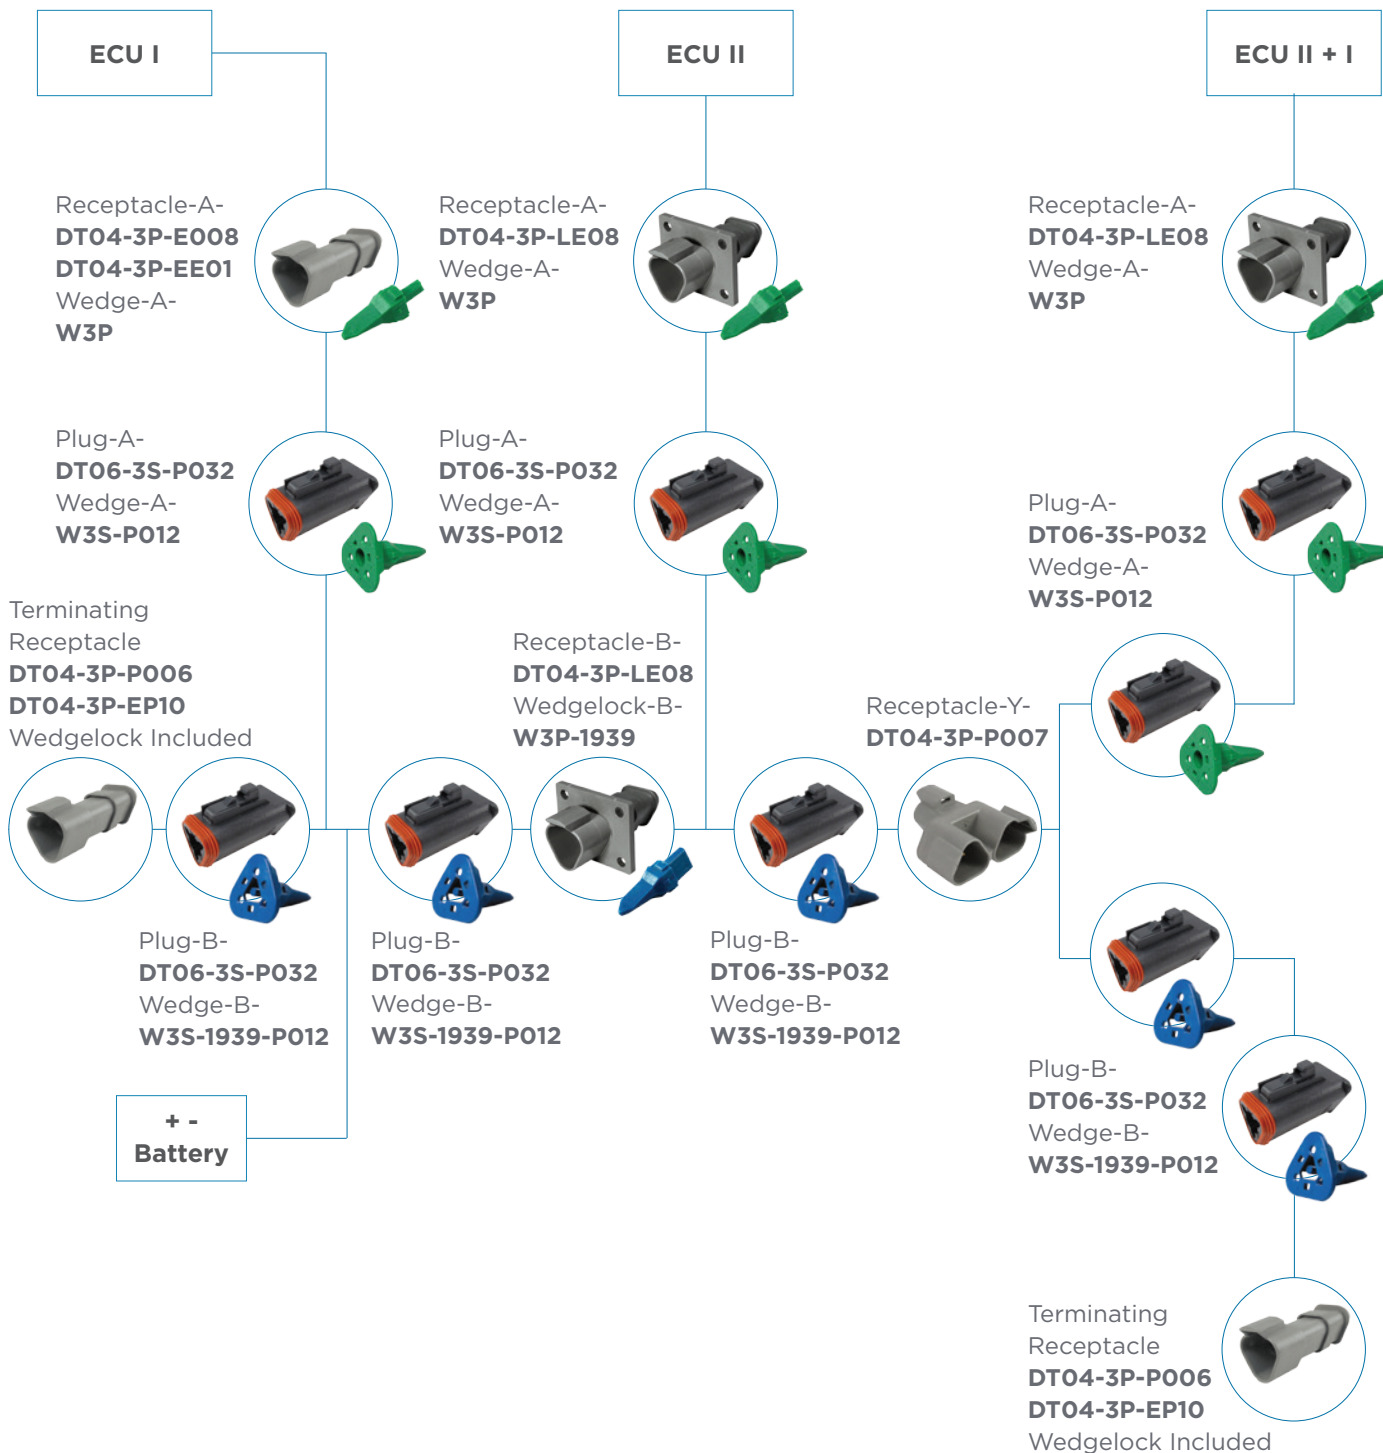 ECU I
ECU II
ECU II + I
Receptacle-A-
DT04-3P-E008
DT04-3P-EE01
Wedge-A-
W3P
Receptacle-A-
DT04-3P-LE08
Wedge-A-
W3P
Receptacle-A-
DT04-3P-LE08
Wedge-A-
W3P
Plug-A-
DT06-3S-P032
Wedge-A-
W3S-P012
Plug-A-
DT06-3S-P032
Wedge-A-
W3S-P012
Plug-A-
DT06-3S-P032
Wedge-A-
W3S-P012
Terminating
Receptacle
DT04-3P-P006
DT04-3P-EP10
Wedgelock Included
Receptacle-B-
DT04-3P-LE08
Wedgelock-B-
W3P-1939
Receptacle-Y-
DT04-3P-P007
Plug-B-
DT06-3S-P032
Wedge-B-
W3S-1939-P012
Plug-B-
DT06-3S-P032
Wedge-B-
W3S-1939-P012
Plug-B-
DT06-3S-P032
Wedge-B-
W3S-1939-P012
+ -
Battery
Plug-B-
DT06-3S-P032
Wedge-B-
W3S-1939-P012
Terminating
Receptacle
DT04-3P-P006
DT04-3P-EP10
Wedgelock Included